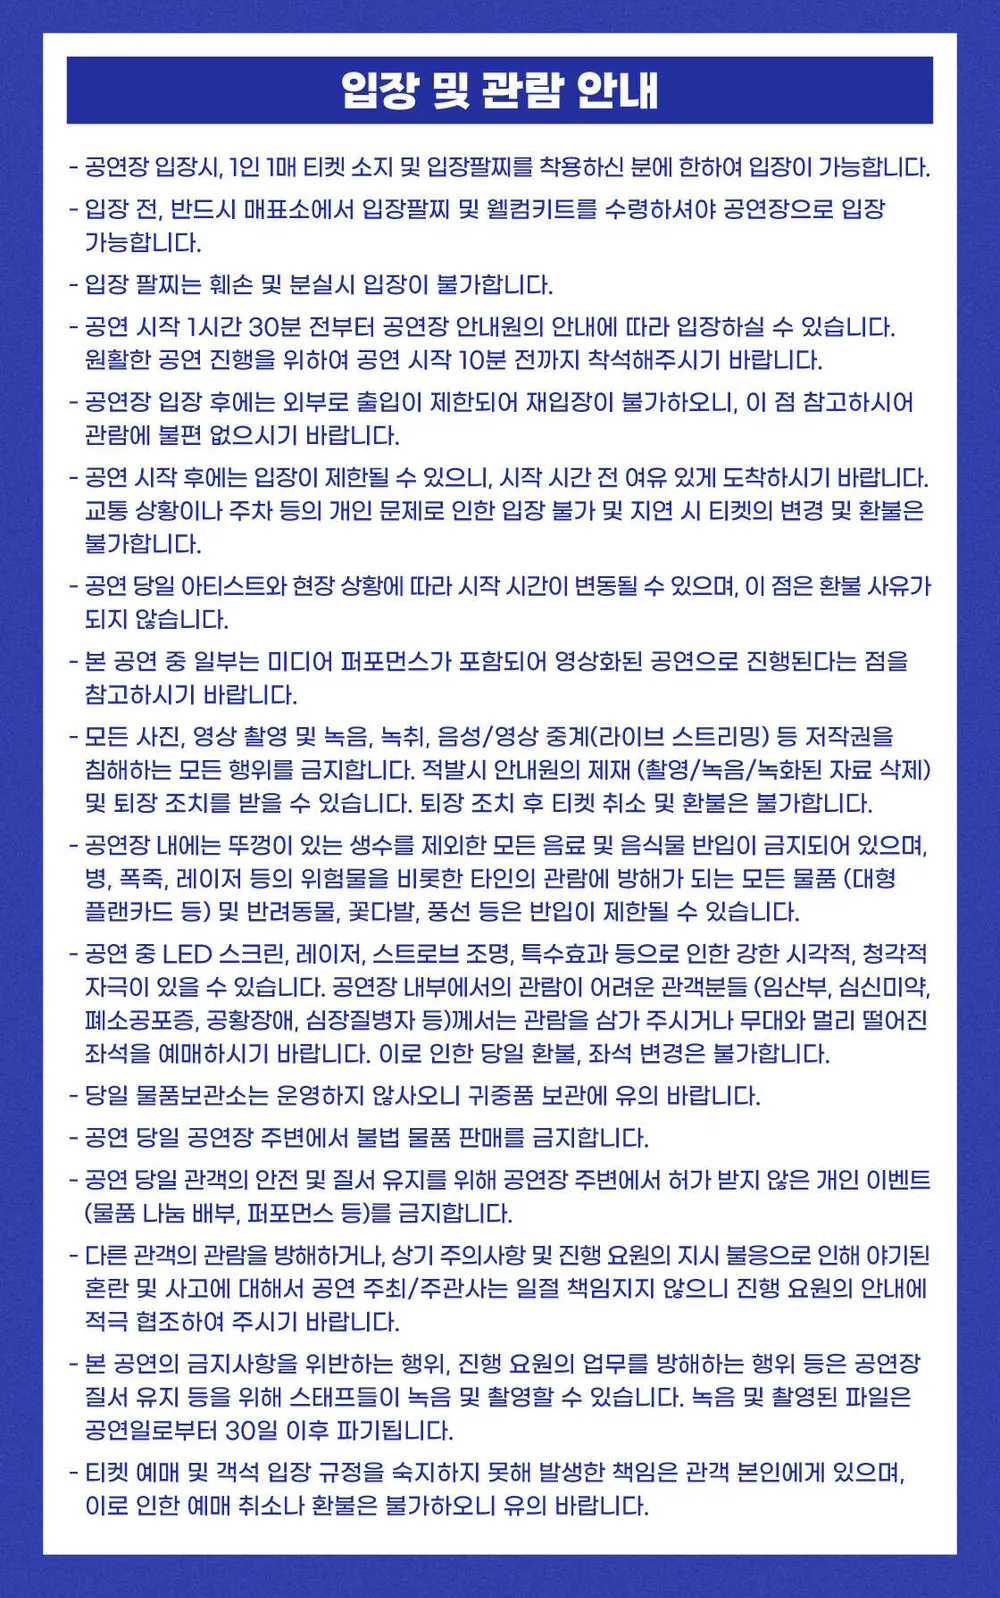 입장 및 관람 안내
- 공연장 입장시, 1인 1매 티켓 소지 및 입장팔찌를 착용하신 분에 한하여 입장이 가능합니다.
- 입장 전, 반드시 매표소에서 입장팔찌 및 웰컴키트를 수령하셔야 공연장으로 입장
가능합니다.
- 입장 팔찌는 훼손 및 분실시 입장이 불가합니다.
- 공연 시작 1시간 30분 전부터 공연장 안내원의 안내에 따라 입장하실 수 있습니다.
원활한 공연 진행을 위하여 공연 시작 10분 전까지 착석해주시기 바랍니다.
- 공연장 입장 후에는 외부로 출입이 제한되어 재입장이 불가하오니, 이 점 참고하시어
관람에 불편 없으시기 바랍니다.
- 공연 시작 후에는 입장이 제한될 수 있으니, 시작 시간 전 여유 있게 도착하시기 바랍니다.
교통 상황이나 주차 등의 개인 문제로 인한 입장 불가 및 지연 시 티켓의 변경 및 환불은
불가합니다.
- 공연 당일 아티스트와 현장 상황에 따라 시작 시간이 변동될 수 있으며, 이 점은 환불 사유가
되지 않습니다.
- 본 공연 중 일부는 미디어 퍼포먼스가 포함되어 영상화된 공연으로 진행된다는 점을
참고하시기 바랍니다.
- 모든 사진, 영상 촬영 및 녹음, 녹취, 음성/영상 중계(라이브 스트리밍) 등 저작권을
침해하는 모든 행위를 금지합니다. 적발시 안내원의 제재 (촬영/녹음/녹화된 자료 삭제)
및 퇴장 조치를 받을 수 있습니다. 퇴장 조치 후 티켓 취소 및 환불은 불가합니다.
- 공연장 내에는 뚜껑이 있는 생수를 제외한 모든 음료 및 음식물 반입이 금지되어 있으며,
병, 폭죽, 레이저 등의 위험물을 비롯한 타인의 관람에 방해가 되는 모든 물품 (대형
플랜카드 등) 및 반려동물, 꽃다발, 풍선 등은 반입이 제한될 수 있습니다.
- 공연 중 LED 스크린, 레이저, 스트로브 조명, 특수효과 등으로 인한 강한 시각적, 청각적
자극이 있을 수 있습니다. 공연장 내부에서의 관람이 어려운 관객분들 (임산부, 심신미약,
폐소공포증, 공황장애, 심장질병자 등)께서는 관람을 삼가 주시거나 무대와 멀리 떨어진
좌석을 예매하시기 바랍니다. 이로 인한 당일 환불, 좌석 변경은 불가합니다.
- 당일 물품보관소는 운영하지 않사오니 귀중품 보관에 유의 바랍니다.
- 공연 당일 공연장 주변에서 불법 물품 판매를 금지합니다.
- 공연 당일 관객의 안전 및 질서 유지를 위해 공연장 주변에서 허가 받지 않은 개인 이벤트
(물품 나눔 배부, 퍼포먼스 등)를 금지합니다.
- 다른 관객의 관람을 방해하거나, 상기 주의사항 및 진행 요원의 지시 불응으로 인해 야기된
혼란 및 사고에 대해서 공연 주최/주관사는 일절 책임지지 않으니 진행 요원의 안내에
적극 협조하여 주시기 바랍니다.
- 본 공연의 금지사항을 위반하는 행위, 진행 요원의 업무를 방해하는 행위 등은 공연장
질서 유지 등을 위해 스태프들이 녹음 및 촬영할 수 있습니다. 녹음 및 촬영된 파일은
공연일로부터 30일 이후 파기됩니다.
- 티켓 예매 및 객석 입장 규정을 숙지하지 못해 발생한 책임은 관객 본인에게 있으며,
이로 인한 예매 취소나 환불은 불가하오니 유의 바랍니다.